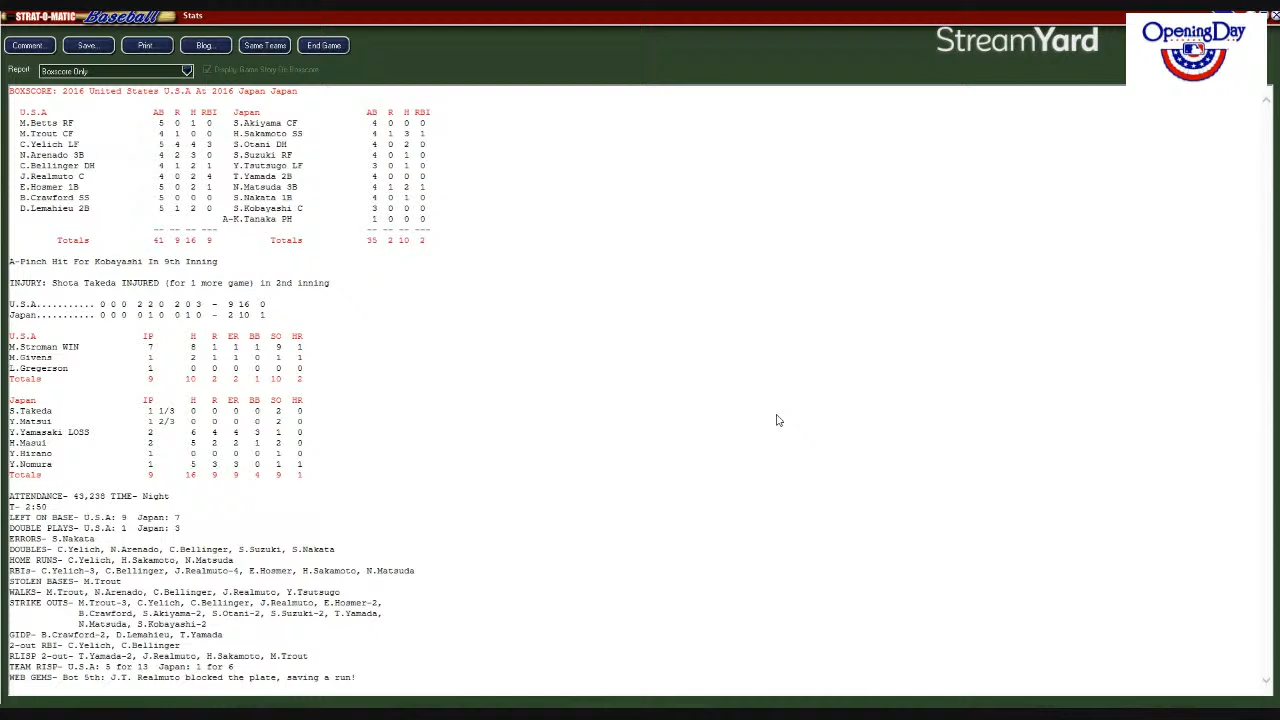 STRAT-O-MATIC Baseball Stats
Comment... Save... Print... Blog... Same Teams End Game
StreamYard
OpeningDay
Report Boxscore Only Display Game Story On Boxscore
BOXSCORE: 2016 United States U.S.A At 2016 Japan Japan
U.S.A AB R H RBI Japan AB R H RBI
M.Betts RF 5 0 1 0 S.Akiyama CF 4 0 0 0
M.Trout CF 4 1 0 0 H.Sakamoto SS 4 1 3 1
C.Yelich LF 5 4 4 3 S.Otani DH 4 0 2 0
N.Arenado 3B 4 2 3 0 S.Suzuki RF 4 0 1 0
C.Bellinger DH 4 1 2 1 Y.Tsutsugo LF 3 0 1 0
J.Realmuto C 4 0 2 4 T.Yamada 2B 4 0 0 0
E.Hosmer 1B 5 0 2 1 N.Matsuda 3B 4 1 2 1
B.Crawford SS 5 0 0 0 S.Nakata 1B 4 0 1 0
D.Lemahieu 2B 5 1 2 0 S.Kobayashi C 3 0 0 0
A-K.Tanaka PH 1 0 0 0
-- -- -- --- -- -- -- ---
Totals 41 9 16 9 Totals 35 2 10 2
A-Pinch Hit For Kobayashi In 9th Inning
INJURY: Shota Takeda INJURED (for 1 more game) in 2nd inning
U.S.A........... 0 0 0 2 2 0 2 0 3 - 9 16 0
Japan........... 0 0 0 0 1 0 0 1 0 - 2 10 1
U.S.A IP H R ER BB SO HR
M.Stroman WIN 7 8 1 1 1 9 1
M.Givens 1 2 1 1 0 1 1
L.Gregerson 1 0 0 0 0 0 0
Totals 9 10 2 2 1 10 2
Japan IP H R ER BB SO HR
S.Takeda 1 1/3 0 0 0 0 2 0
Y.Matsui 1 2/3 0 0 0 0 2 0
Y.Yamasaki LOSS 2 6 4 4 3 1 0
H.Masui 2 5 2 2 1 2 0
Y.Hirano 1 0 0 0 0 1 0
Y.Nomura 1 5 3 3 0 1 1
Totals 9 16 9 9 4 9 1
ATTENDANCE- 43,238 TIME- Night
T- 2:50
LEFT ON BASE- U.S.A: 9 Japan: 7
DOUBLE PLAYS- U.S.A: 1 Japan: 3
ERRORS- S.Nakata
DOUBLES- C.Yelich, N.Arenado, C.Bellinger, S.Suzuki, S.Nakata
HOME RUNS- C.Yelich, H.Sakamoto, N.Matsuda
RBIs- C.Yelich-3, C.Bellinger, J.Realmuto-4, E.Hosmer, H.Sakamoto, N.Matsuda
STOLEN BASES- M.Trout
WALKS- M.Trout, N.Arenado, C.Bellinger, J.Realmuto, Y.Tsutsugo
STRIKE OUTS- M.Trout-3, C.Yelich, C.Bellinger, J.Realmuto, E.Hosmer-2,
B.Crawford, S.Akiyama-2, S.Otani-2, S.Suzuki-2, T.Yamada,
N.Matsuda, S.Kobayashi-2
GIDP- B.Crawford-2, D.Lemahieu, T.Yamada
2-out RBI- C.Yelich, C.Bellinger
RLISP 2-out- T.Yamada-2, J.Realmuto, H.Sakamoto, M.Trout
TEAM RISP- U.S.A: 5 for 13 Japan: 1 for 6
WEB GEMS- Bot 5th: J.T. Realmuto blocked the plate, saving a run!